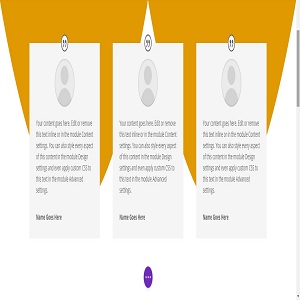 Your content goes here. Edit or remove
this text inline or in the module Content
settings. You can also style every aspect
of this content in the module Design
settings and even apply custom CSS to
this text in the module Advanced
settings.
Name Goes Here
Your content goes here. Edit or remove
this text inline or in the module Content
settings. You can also style every aspect
of this content in the module Design
settings and even apply custom CSS to
this text in the module Advanced
settings.
Name Goes Here
Your content goes here. Edit or remove
this text inline or in the module Content
settings. You can also style every aspect
of this content in the module Design
settings and even apply custom CSS to
this text in the module Advanced
settings.
Name Goes Here